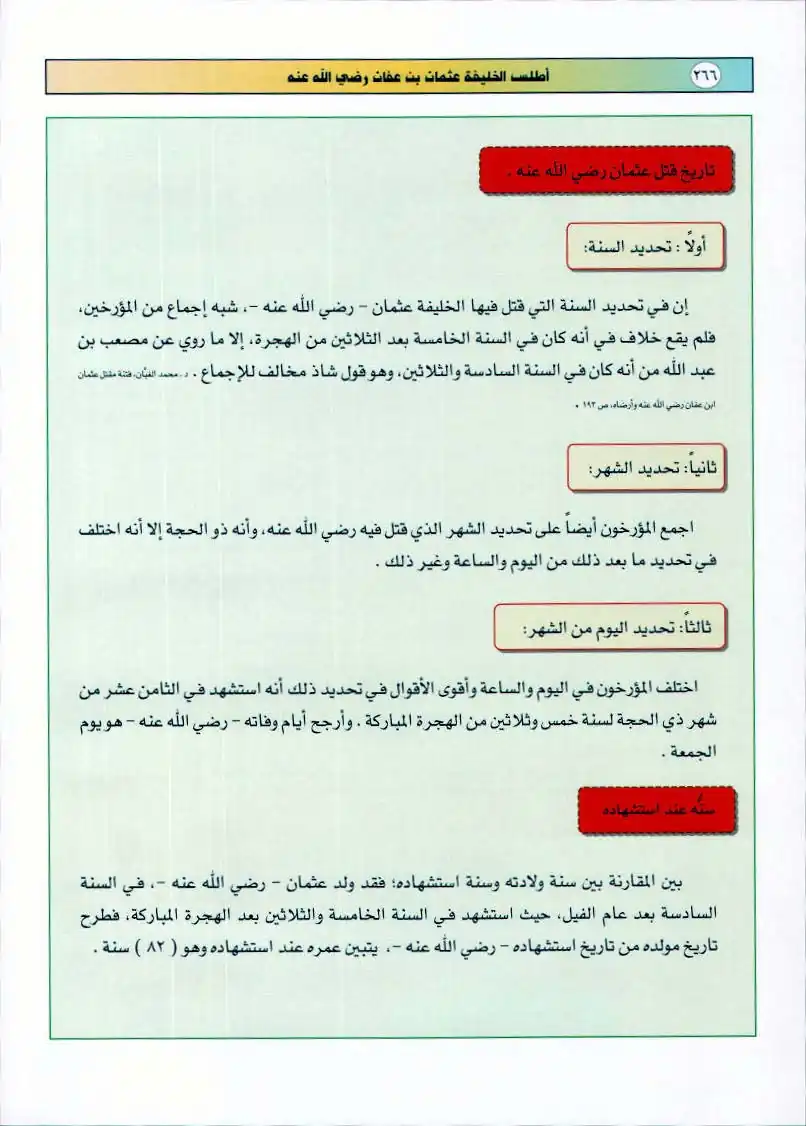 ٢٦٦
أطلس الخليفة عثمان بن عفان رضي الله عنه
تاريخ قتل عثمان رضي الله عنه .
أولاً : تحديد السنة:
إن في تحديد السنة التي قتل فيها الخليفة عثمان - رضي الله عنه -، شبه إجماع من المؤرخين،
فلم يقع خلاف في أنه كان في السنة الخامسة بعد الثلاثين من الهجرة، إلا ما روي عن مصعب بن
عبد الله من أنه كان في السنة السادسة والثلاثين، وهو قول شاذ مخالف للإجماع . د. محمد الغبَّان، فتنة مقتل عثمان
ابن عفان رضي الله عنه وأرضاه، ص ١٩٣ .
ثانياً: تحديد الشهر:
اجمع المؤرخون أيضاً على تحديد الشهر الذي قتل فيه رضي الله عنه، وأنه ذو الحجة إلا أنه اختلف
في تحديد ما بعد ذلك من اليوم والساعة وغير ذلك .
ثالثاً: تحديد اليوم من الشهر:
اختلف المؤرخون في اليوم والساعة وأقوى الأقوال في تحديد ذلك أنه استشهد في الثامن عشر من
شهر ذي الحجة لسنة خمس وثلاثين من الهجرة المباركة . وأرجح أيام وفاته - رضي الله عنه - هو يوم
الجمعة .
سنُّه عند استشهاده
بين المقارنة بين سنة ولادته وسنة استشهاده؛ فقد ولد عثمان - رضي الله عنه -، في السنة
السادسة بعد عام الفيل، حيث استشهد في السنة الخامسة والثلاثين بعد الهجرة المباركة، فطرح
تاريخ مولده من تاريخ استشهاده - رضي الله عنه -، يتبين عمره عند استشهاده وهو ( ٨٢ ) سنة .